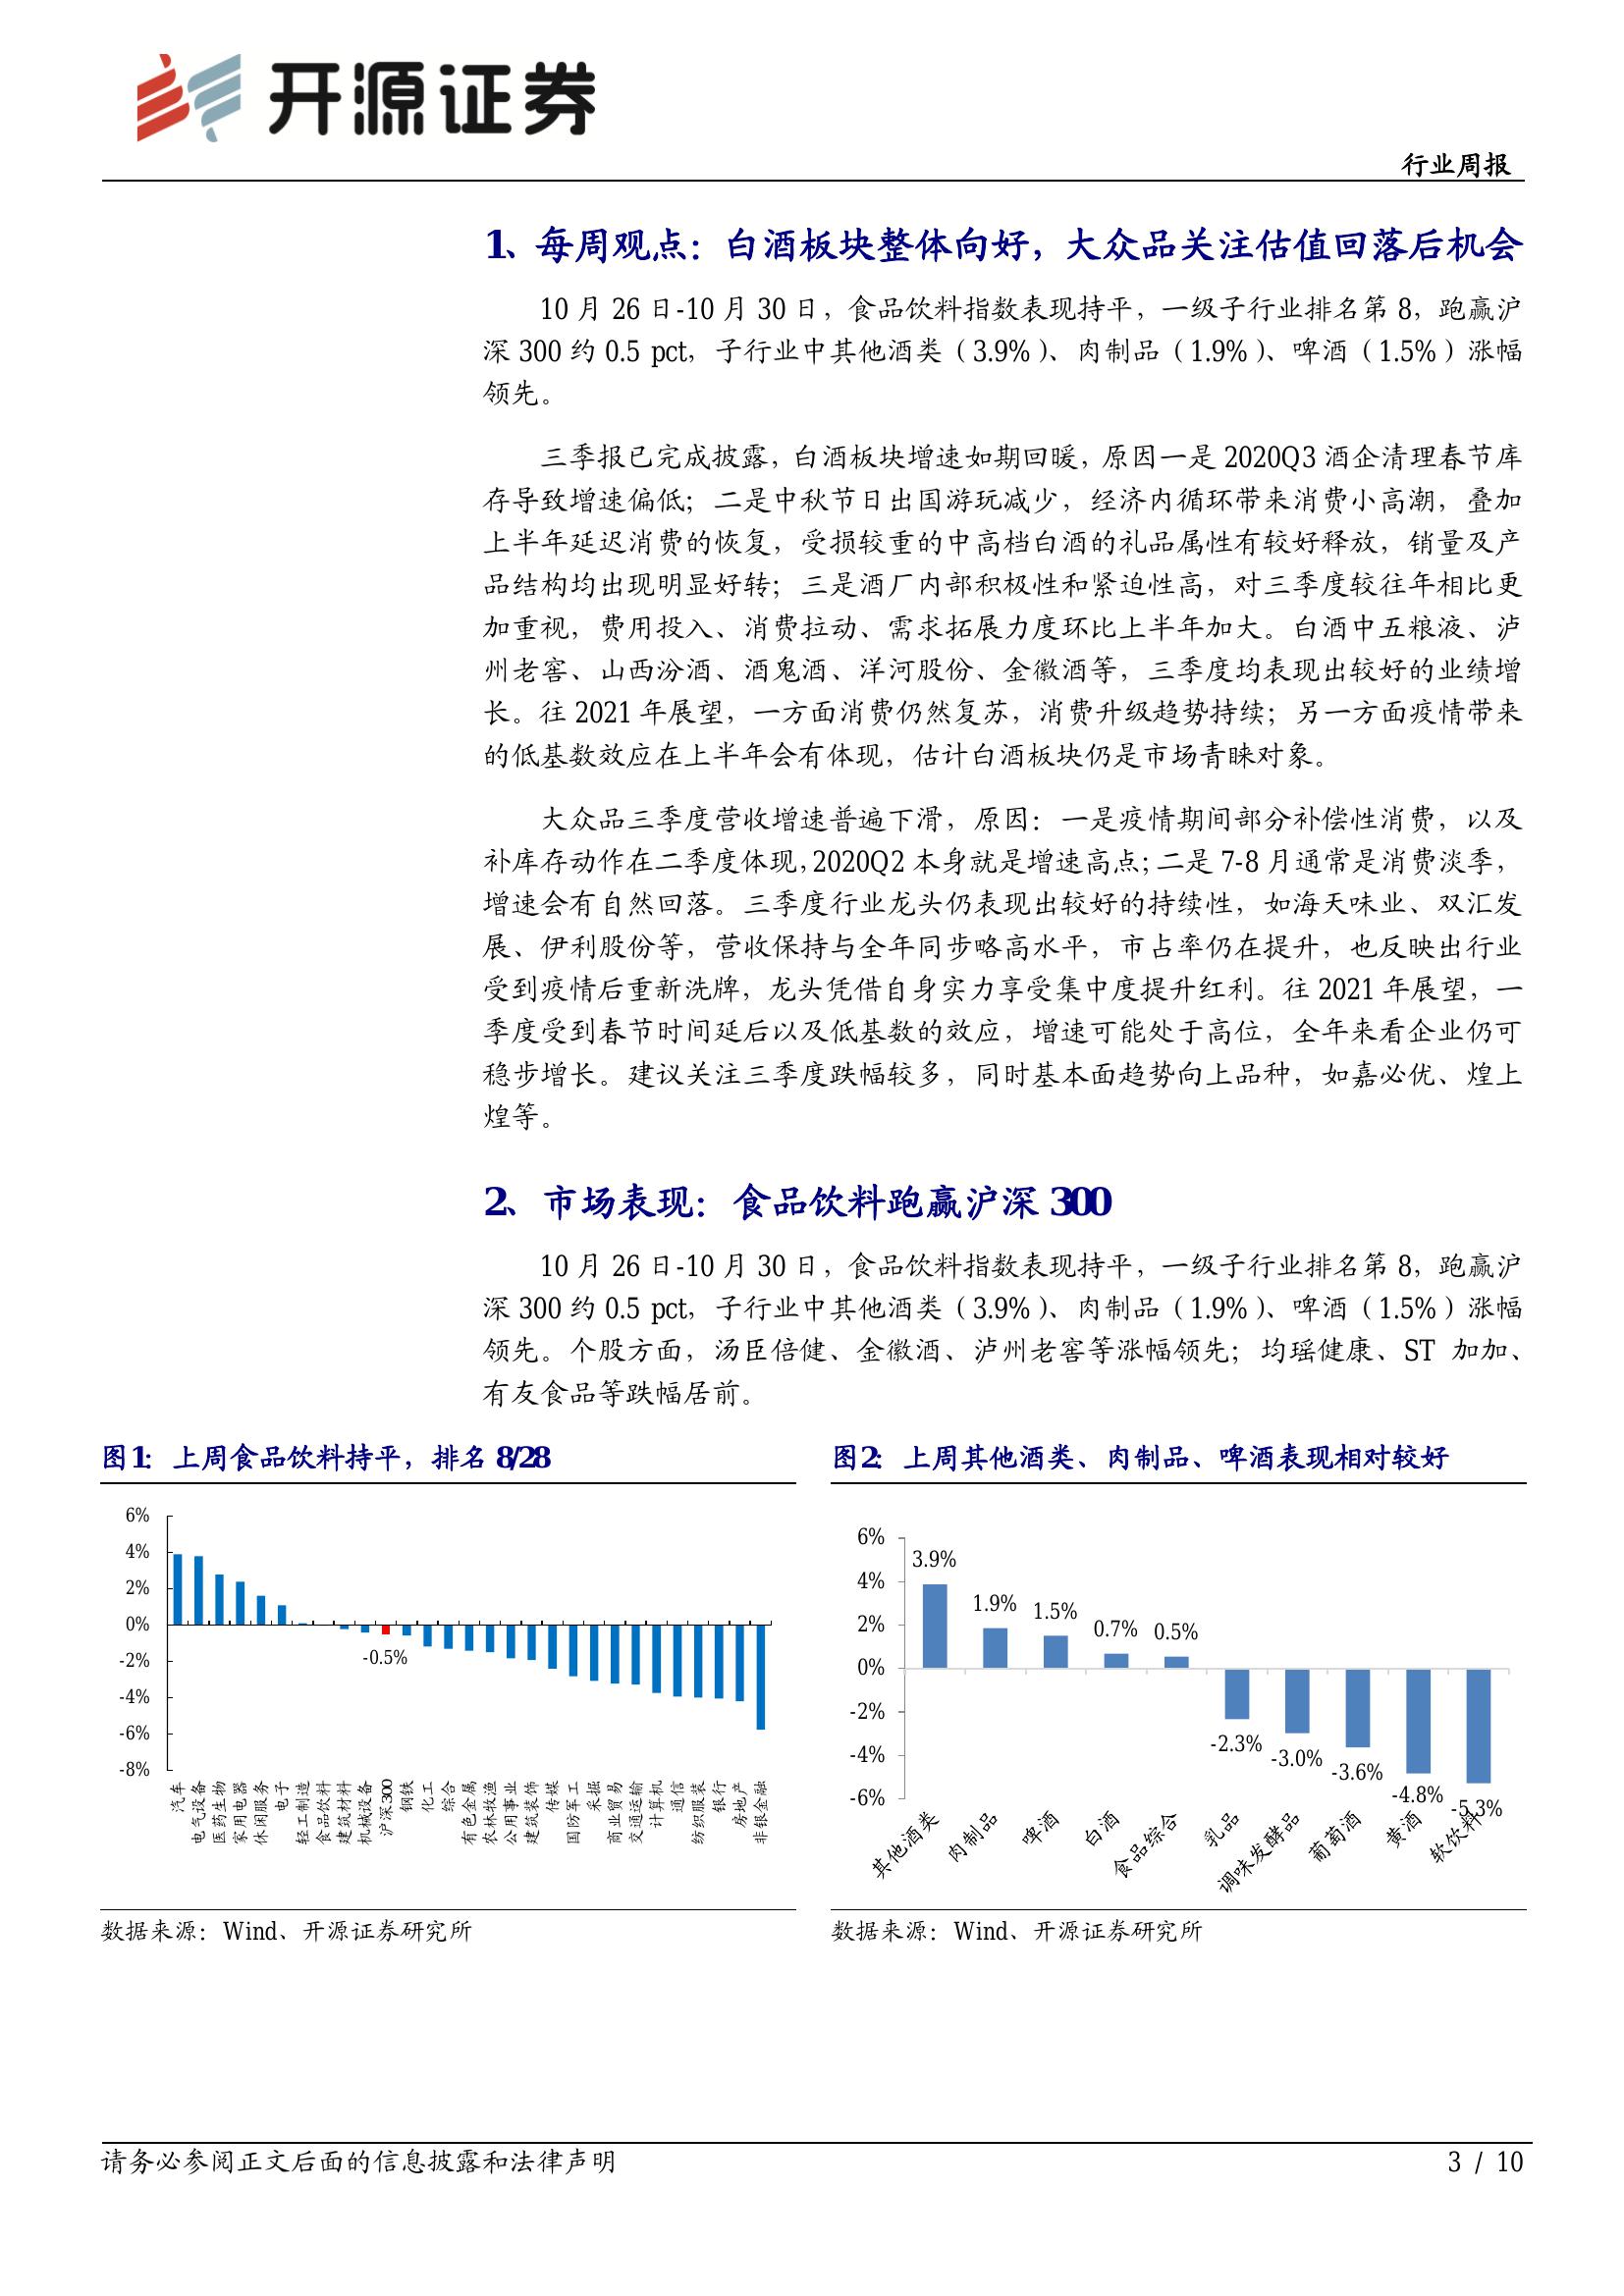 开源证券
行业周报
1、每周观点：白酒板块整体向好，大众品关注估值回落后机会
10 月 26 日-10 月 30 日，食品饮料指数表现持平，一级子行业排名第 8，跑赢沪
深 300 约 0.5 pct，子行业中其他酒类（3.9%）、肉制品（1.9%）、啤酒（1.5%）涨幅
领先。
三季报已完成披露，白酒板块增速如期回暖，原因一是 2020Q3 酒企清理春节库
存导致增速偏低；二是中秋节日出国游玩减少，经济内循环带来消费小高潮，叠加
上半年延迟消费的恢复，受损较重的中高档白酒的礼品属性有较好释放，销量及产
品结构均出现明显好转；三是酒厂内部积极性和紧迫性高，对三季度较往年相比更
加重视，费用投入、消费拉动、需求拓展力度环比上半年加大。白酒中五粮液、泸
州老窖、山西汾酒、酒鬼酒、洋河股份、金徽酒等，三季度均表现出较好的业绩增
长。往 2021 年展望，一方面消费仍然复苏，消费升级趋势持续；另一方面疫情带来
的低基数效应在上半年会有体现，估计白酒板块仍是市场青睐对象。
大众品三季度营收增速普遍下滑，原因：一是疫情期间部分补偿性消费，以及
补库存动作在二季度体现，2020Q2 本身就是增速高点；二是 7-8 月通常是消费淡季，
增速会有自然回落。三季度行业龙头仍表现出较好的持续性，如海天味业、双汇发
展、伊利股份等，营收保持与全年同步略高水平，市占率仍在提升，也反映出行业
受到疫情后重新洗牌，龙头凭借自身实力享受集中度提升红利。往 2021 年展望，一
季度受到春节时间延后以及低基数的效应，增速可能处于高位，全年来看企业仍可
稳步增长。建议关注三季度跌幅较多，同时基本面趋势向上品种，如嘉必优、煌上
煌等。
2、市场表现：食品饮料跑赢沪深 300
10 月 26 日-10 月 30 日，食品饮料指数表现持平，一级子行业排名第 8，跑赢沪
深 300 约 0.5 pct，子行业中其他酒类（3.9%）、肉制品（1.9%）、啤酒（1.5%）涨幅
领先。个股方面，汤臣倍健、金徽酒、泸州老窖等涨幅领先；均瑶健康、ST 加加、
有友食品等跌幅居前。
图1：上周食品饮料持平，排名 8/28
6%
4%
2%
0%
-2%
-4%
-6%
-8%
-0.5%
汽车
电气设备
医药生物
家用电器
休闲服务
电子
轻工制造
食品饮料
建筑材料
机械设备
沪深300
钢铁
化工
综合
有色金属
农林牧渔
公用事业
建筑装饰
传媒
国防军工
采掘
商业贸易
交通运输
计算机
通信
纺织服装
银行
房地产
非银金融
数据来源：Wind、开源证券研究所
图2：上周其他酒类、肉制品、啤酒表现相对较好
6%
4%
2%
0%
-2%
-4%
-6%
3.9%
1.9%
1.5%
0.7%
0.5%
-2.3%
-3.0%
-3.6%
-4.8%
-5.3%
其他酒类
肉制品
啤酒
白酒
食品综合
乳品
调味发酵品
葡萄酒
黄酒
软饮料
数据来源：Wind、开源证券研究所
请务必参阅正文后面的信息披露和法律声明
3 / 10